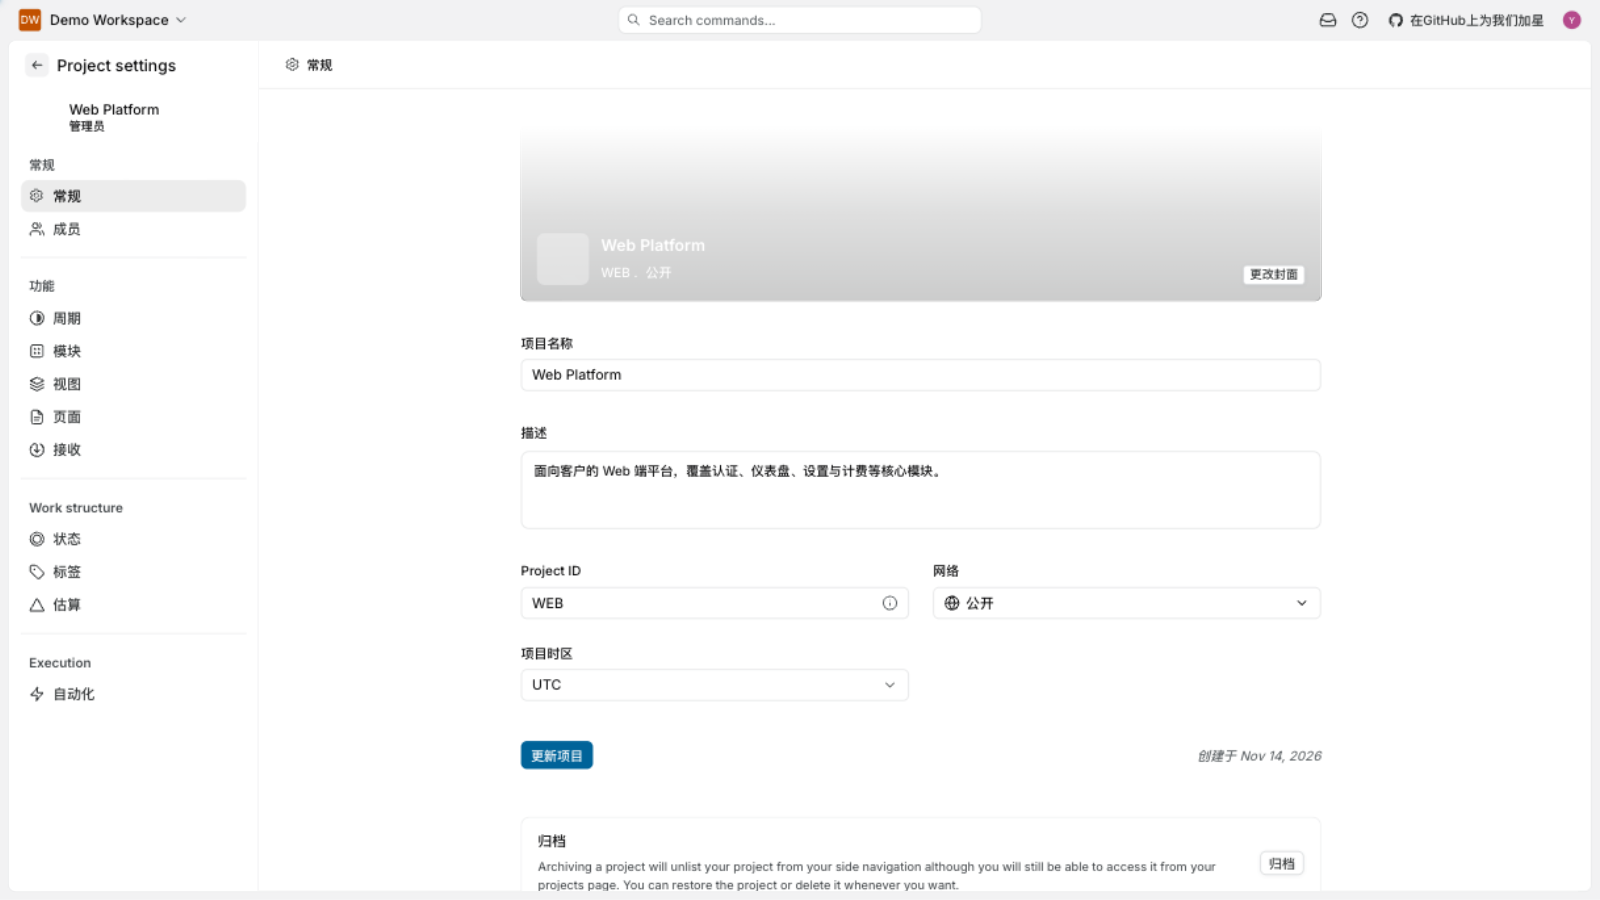 DW Demo Workspace
Search commands...
在GitHub上为我们加星
Y
Project settings
常规
Web Platform
管理员
常规
常规
成员
功能
周期
模块
视图
页面
接收
Work structure
状态
标签
估算
Execution
自动化
Web Platform
WEB . 公开
更改封面
项目名称
Web Platform
描述
面向客户的 Web 端平台，覆盖认证、仪表盘、设置与计费等核心模块。
Project ID
网络
WEB
公开
项目时区
UTC
更新项目
创建于 Nov 14, 2026
归档
Archiving a project will unlist your project from your side navigation although you will still be able to access it from your
projects page. You can restore the project or delete it whenever you want.
归档